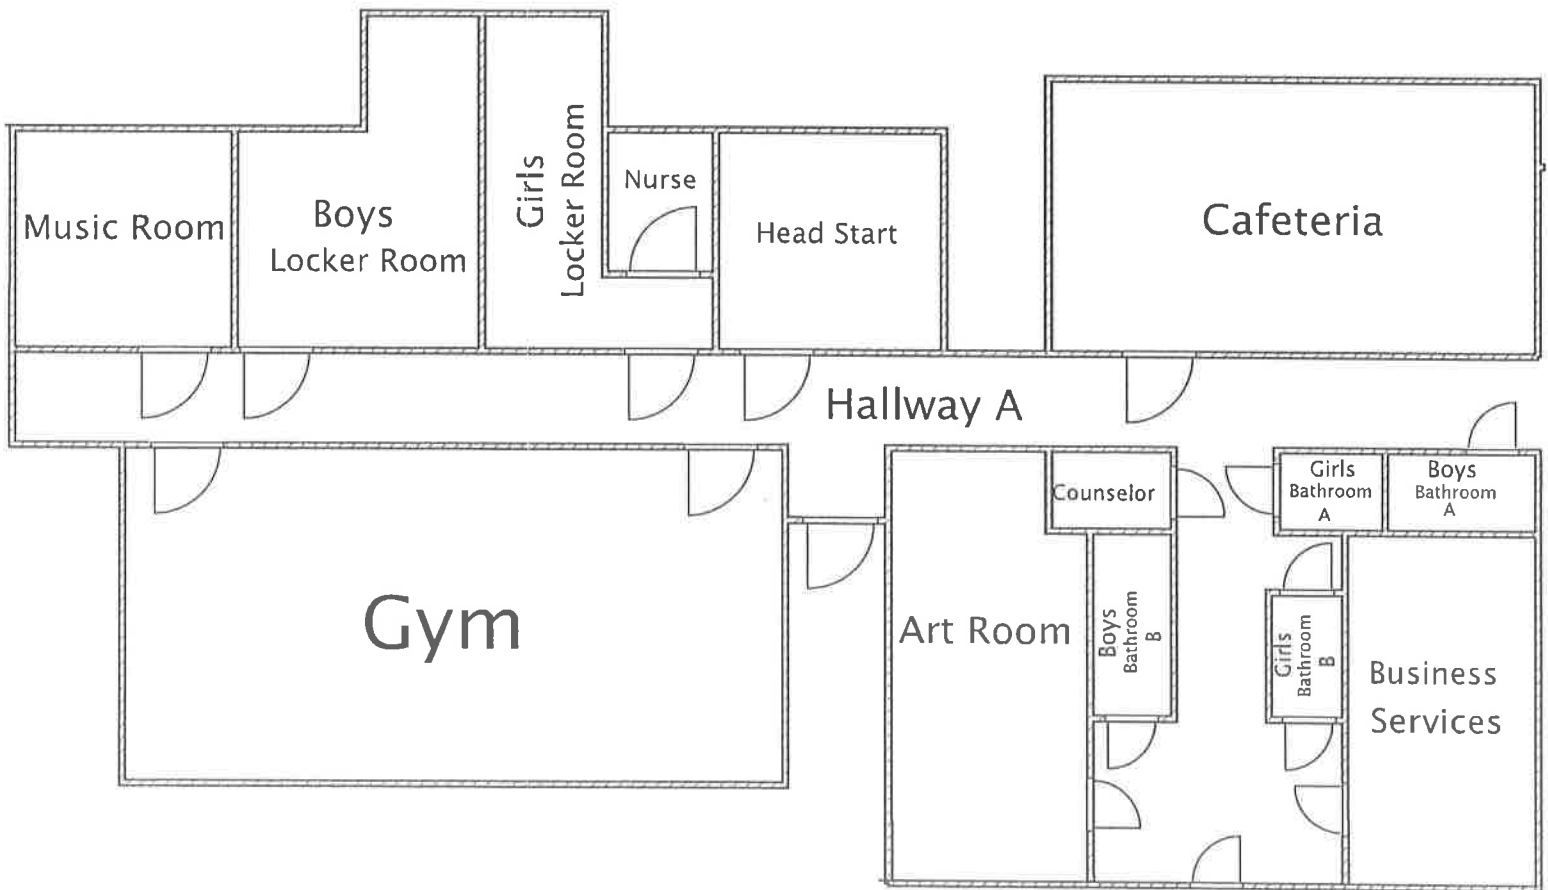 Music Room
Boys
Locker Room
Girls
Locker Room
Nurse
Head Start
Cafeteria
Hallway A
Gym
Art Room
Counselor
Boys
Bathroom
B
Girls
Bathroom
A
Boys
Bathroom
A
Girls
Bathroom
B
Business
Services